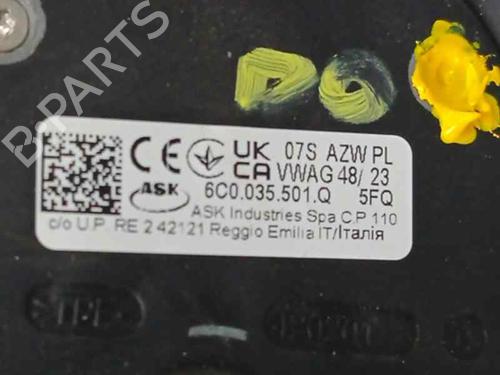 B-PARTS
DO
CE UK CA 07S AZW PL
VWAG 48/ 23
ASK 6C0.035.501.Q 5FQ
ASK Industries Spa C.P 110
c/o U.P. RE 2 42121 Reggio Emilia IT/Італія